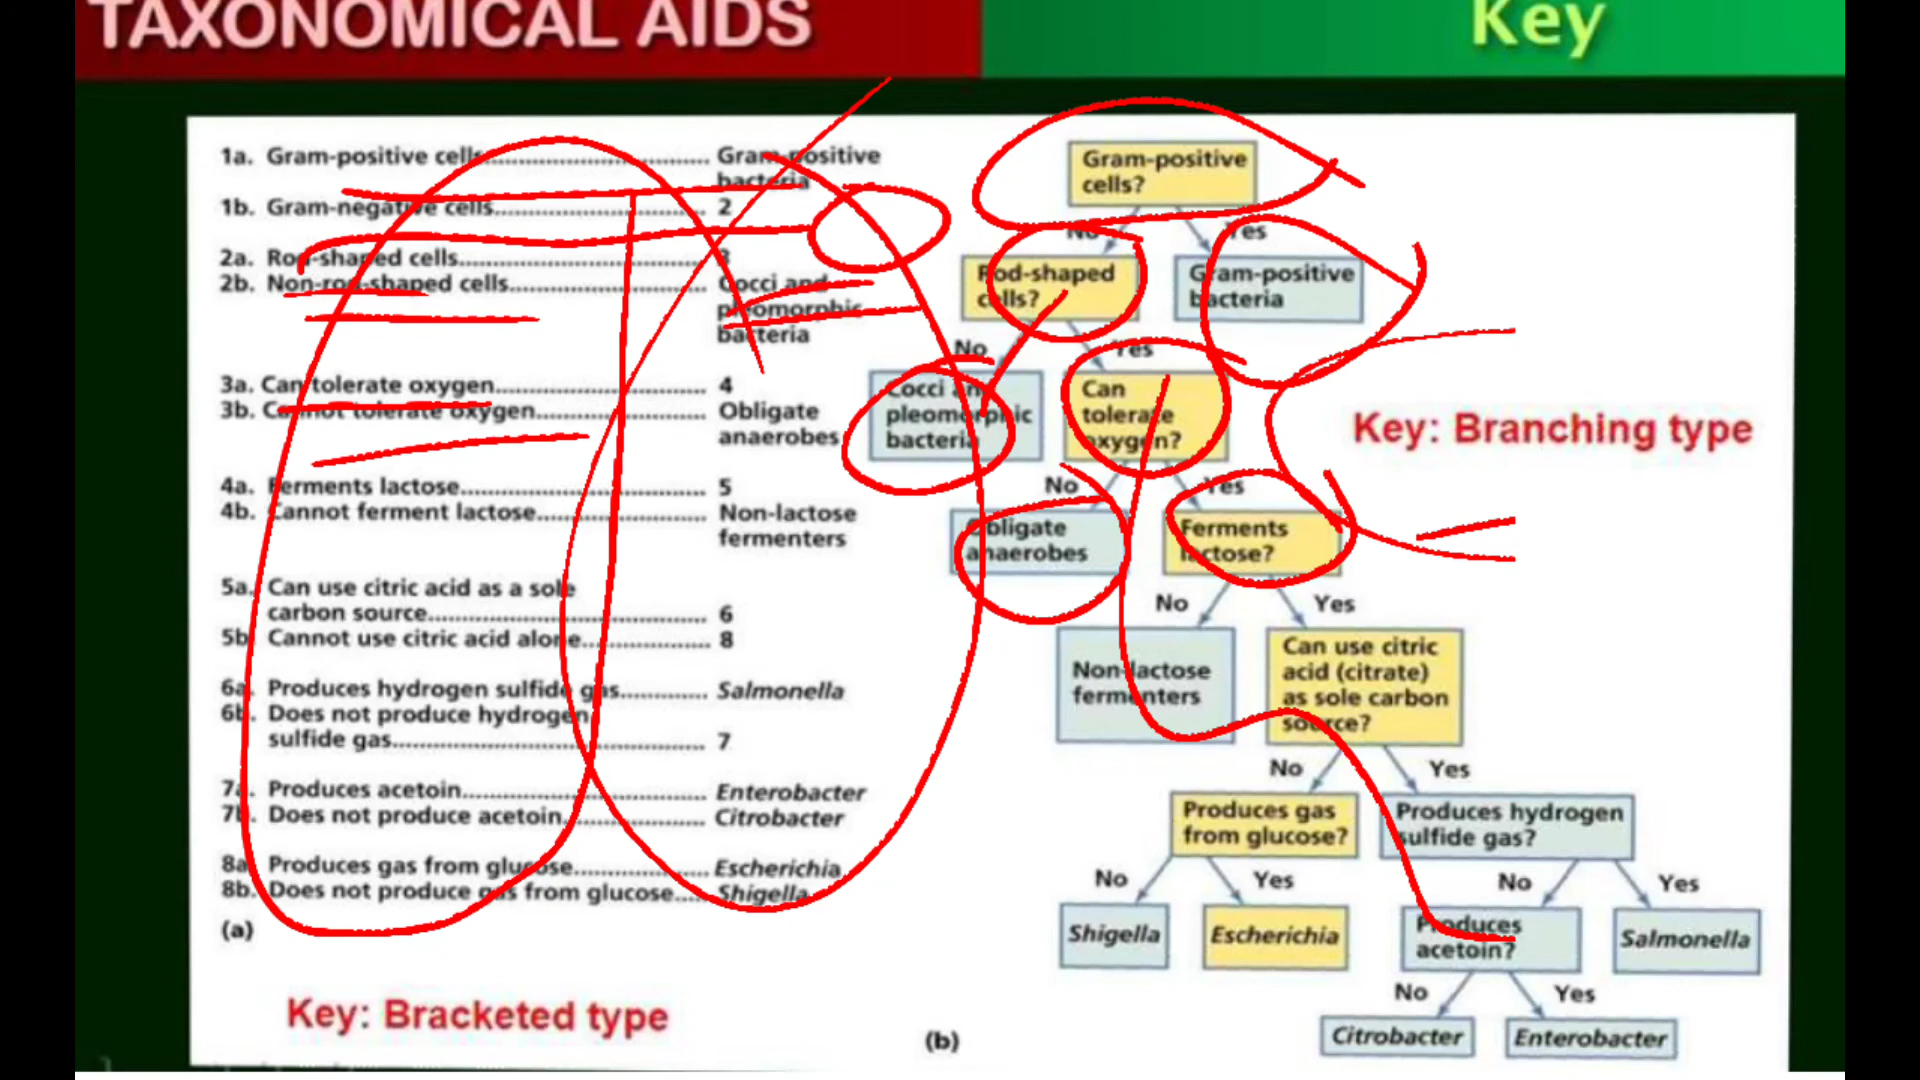 TAXONOMICAL AIDS
Key
1a. Gram-positive cells.................................... Gram-positive
bacteria
1b. Gram-negative cells.................................. 2
2a. Rod-shaped cells....................................... 3
2b. Non-rod-shaped cells............................... Cocci and
pleomorphic
bacteria
3a. Can tolerate oxygen.................................. 4
3b. Cannot tolerate oxygen........................... Obligate
anaerobes
4a. Ferments lactose....................................... 5
4b. Cannot ferment lactose........................... Non-lactose
fermenters
5a. Can use citric acid as a sole
carbon source............................................ 6
5b. Cannot use citric acid alone.................... 8
6a. Produces hydrogen sulfide gas.............. Salmonella
6b. Does not produce hydrogen
sulfide gas................................................. 7
7a. Produces acetoin....................................... Enterobacter
7b. Does not produce acetoin....................... Citrobacter
8a. Produces gas from glucose..................... Escherichia
8b. Does not produce gas from glucose..... Shigella
(a)
Key: Bracketed type
Gram-positive
cells?
No
Yes
Rod-shaped
cells?
Gram-positive
bacteria
No
Yes
Cocci and
pleomorphic
bacteria
Can
tolerate
oxygen?
Key: Branching type
No
Yes
Obligate
anaerobes
Ferments
lactose?
No
Yes
Non-lactose
fermenters
Can use citric
acid (citrate)
as sole carbon
source?
No
Yes
Produces gas
from glucose?
Produces hydrogen
sulfide gas?
No
Yes
No
Yes
Shigella
Escherichia
Produces
acetoin?
Salmonella
No
Yes
Citrobacter
Enterobacter
(b)